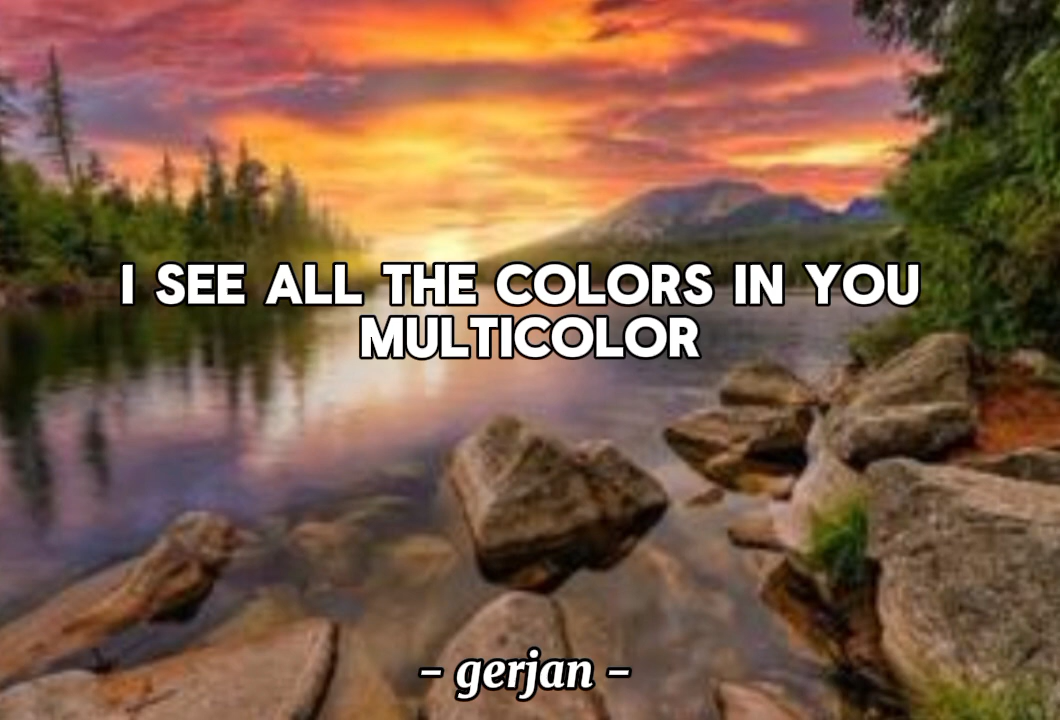 I SEE ALL THE COLORS IN YOU
MULTICOLOR
– gerjan –